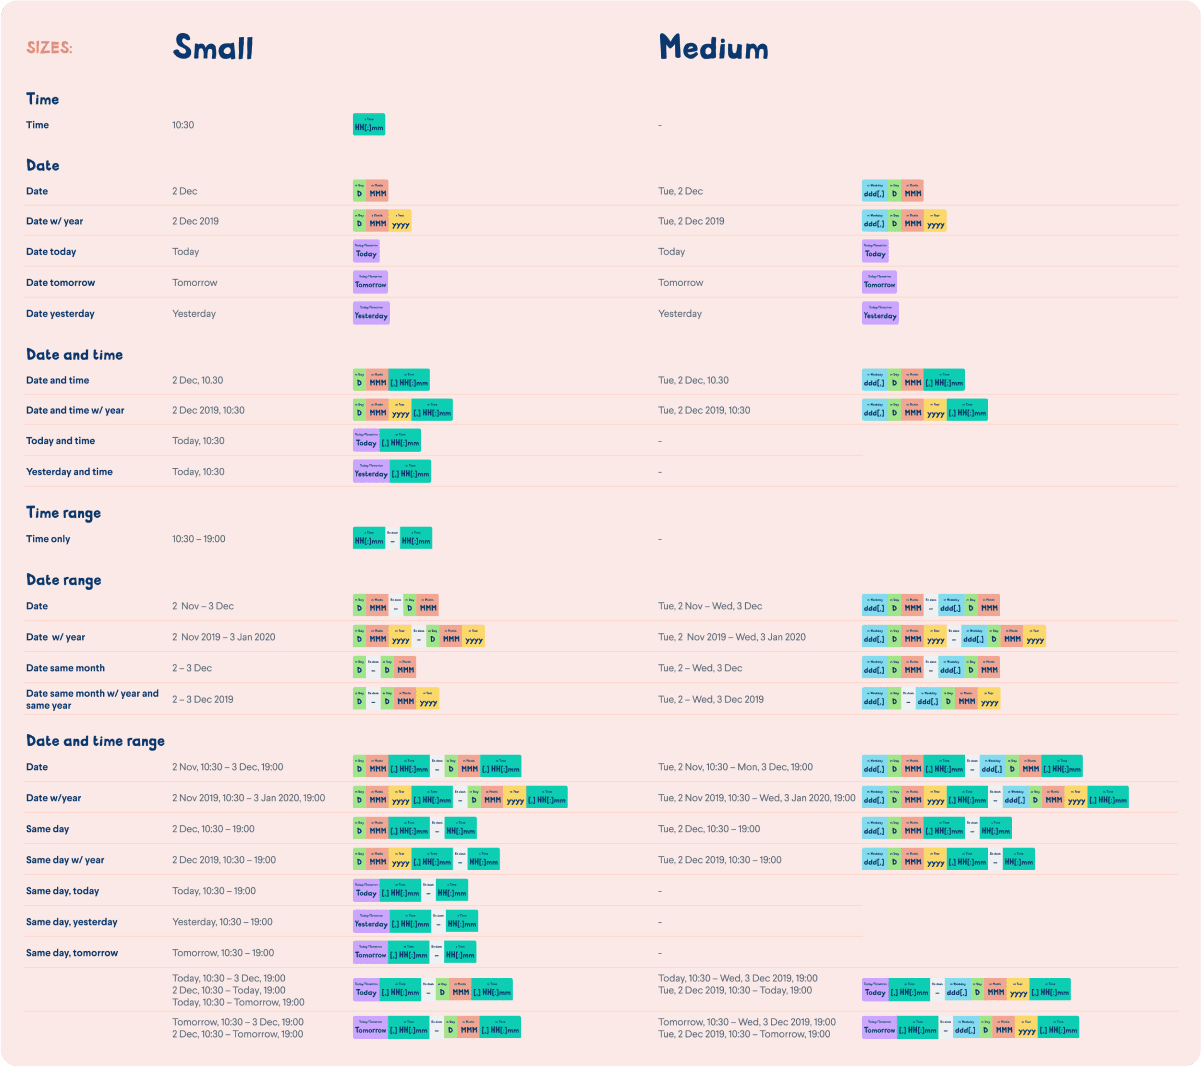 SIZES: Small Medium
Time
Time 10:30 HH[:]mm -
Date
Date 2 Dec D MMM Tue, 2 Dec ddd[,] D MMM
Date w/ year 2 Dec 2019 D MMM yyyy Tue, 2 Dec 2019 ddd[,] D MMM yyyy
Date today Today Today Today Today
Date tomorrow Tomorrow Tomorrow Tomorrow Tomorrow
Date yesterday Yesterday Yesterday Yesterday Yesterday
Date and time
Date and time 2 Dec, 10.30 D MMM [,] HH[:]mm Tue, 2 Dec, 10.30 ddd[,] D MMM [,] HH[:]mm
Date and time w/ year 2 Dec 2019, 10:30 D MMM yyyy [,] HH[:]mm Tue, 2 Dec 2019, 10:30 ddd[,] D MMM yyyy [,] HH[:]mm
Today and time Today, 10:30 Today [,] HH[:]mm -
Yesterday and time Today, 10:30 Yesterday [,] HH[:]mm -
Time range
Time only 10:30 – 19:00 HH[:]mm – HH[:]mm -
Date range
Date 2 Nov – 3 Dec D MMM – D MMM Tue, 2 Nov – Wed, 3 Dec ddd[,] D MMM – ddd[,] D MMM
Date w/ year 2 Nov 2019 – 3 Jan 2020 D MMM yyyy – D MMM yyyy Tue, 2 Nov 2019 – Wed, 3 Jan 2020 ddd[,] D MMM yyyy – ddd[,] D MMM yyyy
Date same month 2 – 3 Dec D – D MMM Tue, 2 – Wed, 3 Dec ddd[,] D MMM – ddd[,] D MMM
Date same month w/ year and
same year 2 – 3 Dec 2019 D – D MMM yyyy Tue, 2 – Wed, 3 Dec 2019 ddd[,] D – ddd[,] D MMM yyyy
Date and time range
Date 2 Nov, 10:30 – 3 Dec, 19:00 D MMM [,] HH[:]mm – D MMM [,] HH[:]mm Tue, 2 Nov, 10:30 – Mon, 3 Dec, 19:00 ddd[,] D MMM [,] HH[:]mm – ddd[,] D MMM [,] HH[:]mm
Date w/year 2 Nov 2019, 10:30 – 3 Jan 2020, 19:00 D MMM yyyy [,] HH[:]mm – D MMM yyyy [,] HH[:]mm Tue, 2 Nov 2019, 10:30 – Wed, 3 Jan 2020, 19:00 ddd[,] D MMM yyyy [,] HH[:]mm – ddd[,] D MMM yyyy [,] HH[:]mm
Same day 2 Dec, 10:30 – 19:00 D MMM [,] HH[:]mm – HH[:]mm Tue, 2 Dec, 10:30 – 19:00 ddd[,] D MMM [,] HH[:]mm – HH[:]mm
Same day w/ year 2 Dec 2019, 10:30 – 19:00 D MMM yyyy [,] HH[:]mm – HH[:]mm Tue, 2 Dec 2019, 10:30 – 19:00 ddd[,] D MMM yyyy [,] HH[:]mm – HH[:]mm
Same day, today Today, 10:30 – 19:00 Today [,] HH[:]mm – HH[:]mm -
Same day, yesterday Yesterday, 10:30 – 19:00 Yesterday [,] HH[:]mm – HH[:]mm -
Same day, tomorrow Tomorrow, 10:30 – 19:00 Tomorrow [,] HH[:]mm – HH[:]mm -
Today, 10:30 – 3 Dec, 19:00 Today, 10:30 – Wed, 3 Dec 2019, 19:00
2 Dec, 10:30 – Today, 19:00 Today [,] HH[:]mm – D MMM [,] HH[:]mm Tue, 2 Dec 2019, 10:30 – Today, 19:00 Today [,] HH[:]mm – ddd[,] D MMM yyyy [,] HH[:]mm
Today, 10:30 – Tomorrow, 19:00
Tomorrow, 10:30 – 3 Dec, 19:00 Tomorrow [,] HH[:]mm – D MMM [,] HH[:]mm Tomorrow, 10:30 – Wed, 3 Dec 2019, 19:00 Tomorrow [,] HH[:]mm – ddd[,] D MMM yyyy [,] HH[:]mm
2 Dec, 10:30 – Tomorrow, 19:00 Tue, 2 Dec 2019, 10:30 – Tomorrow, 19:00